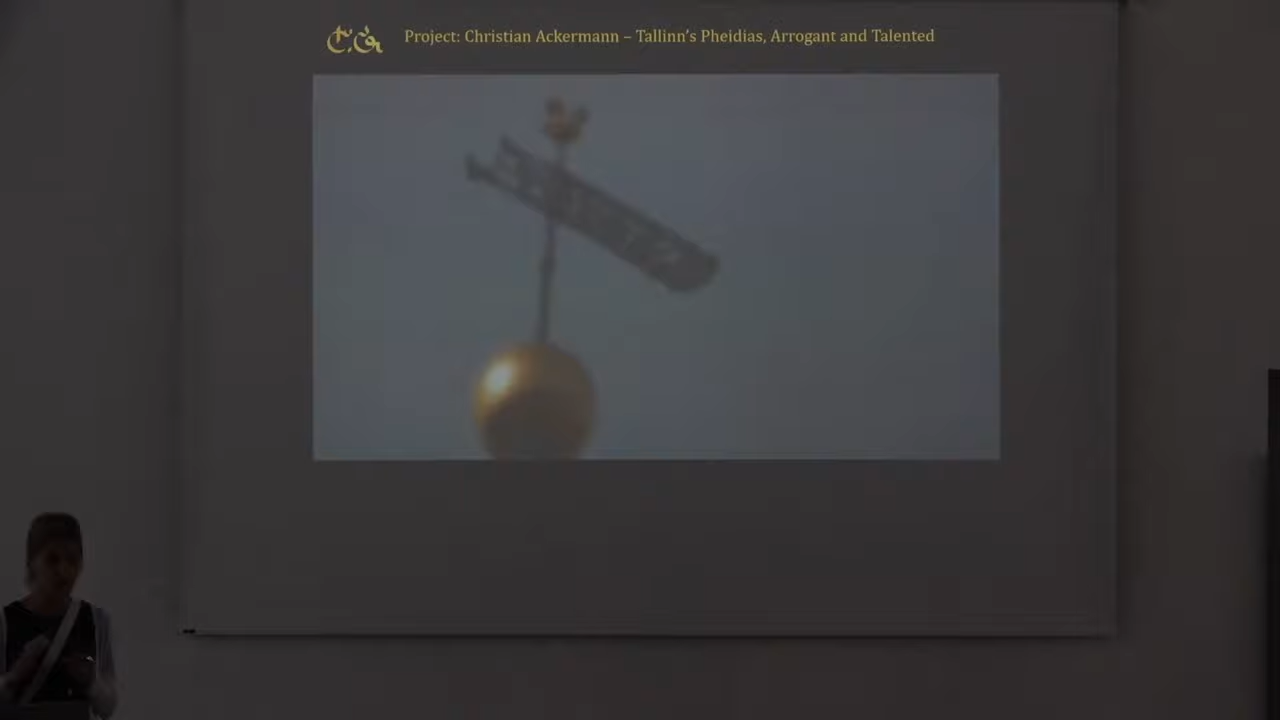 Project: Christian Ackermann – Tallinn's Pheidias, Arrogant and Talented